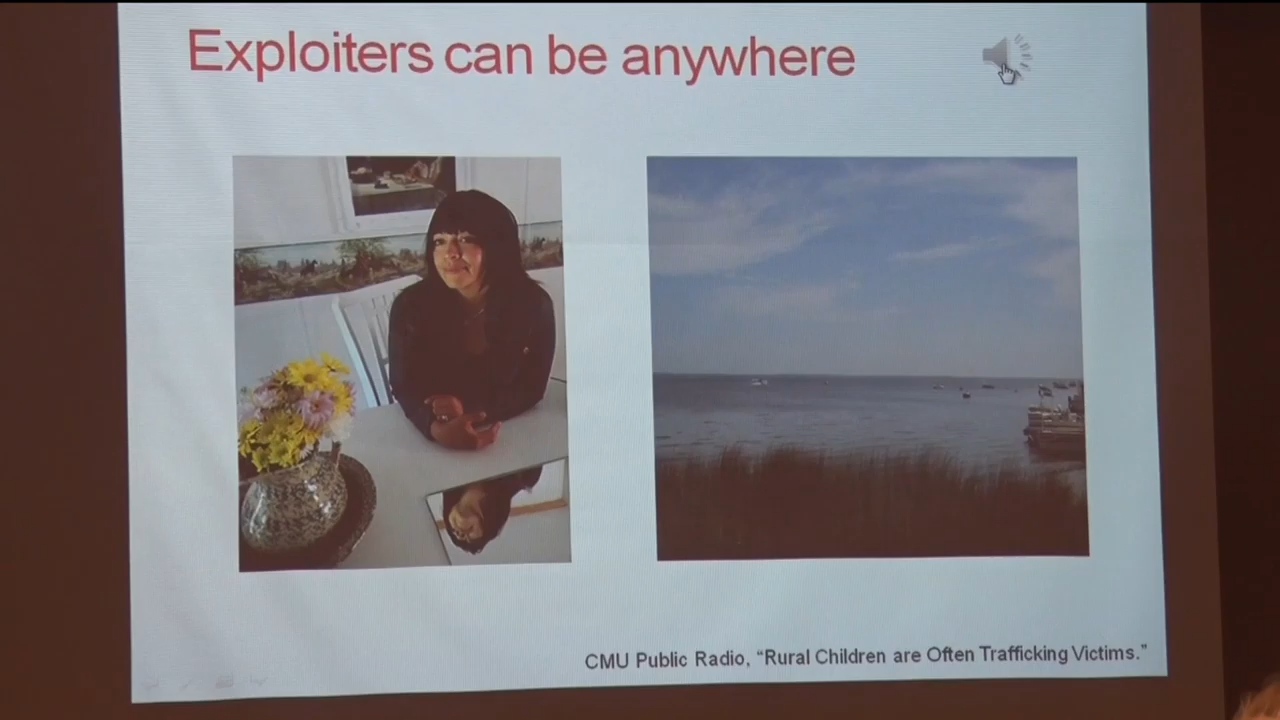 Exploiters can be anywhere
CMU Public Radio, “Rural Children are Often Trafficking Victims.”